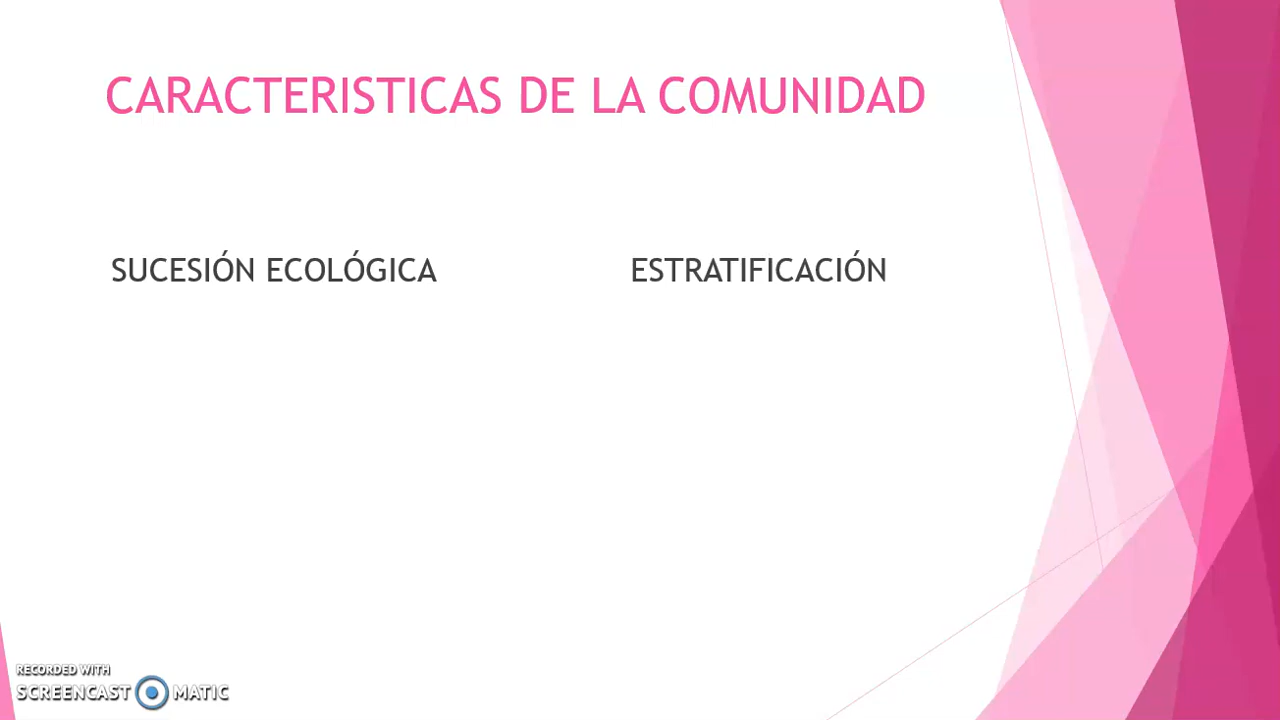 CARACTERISTICAS DE LA COMUNIDAD
SUCESIÓN ECOLÓGICA
ESTRATIFICACIÓN
RECORDED WITH
SCREENCAST MATIC